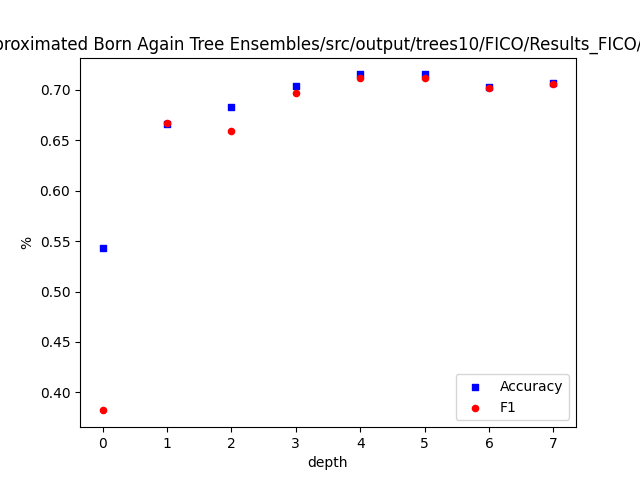 Born Again Tree Ensembles/src/output/trees10/FICO/Results_FICO/
0.70
0.65
0.60
0.55
0.50
0.45
0.40
%
Accuracy
F1
0 1 2 3 4 5 6 7
depth